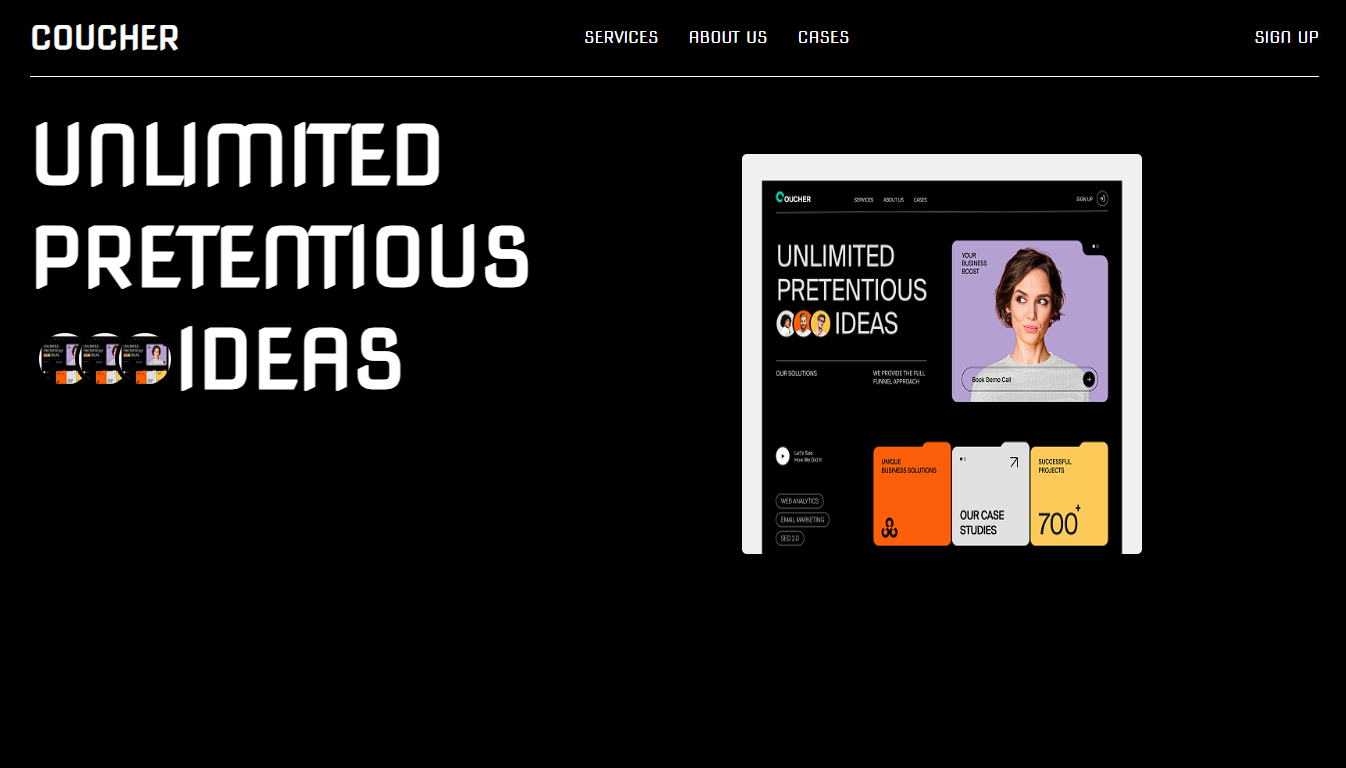 COUCHER
SERVICES ABOUT US CASES
SIGN UP
UNLIMITED
PRETENTIOUS
IDEAS
COUCHER
SERVICES ABOUT US CASES
SIGN UP
UNLIMITED
PRETENTIOUS
IDEAS
YOUR
BUSINESS
BOOST
Book Demo Call
OUR SOLUTIONS
WE PROVIDE THE FULL
FUNNEL APPROACH
Let's See
How We Did It
WEB ANALYTICS
EMAIL MARKETING
SEO 2.0
UNIQUE
BUSINESS SOLUTIONS
OUR CASE
STUDIES
SUCCESSFUL
PROJECTS
700+